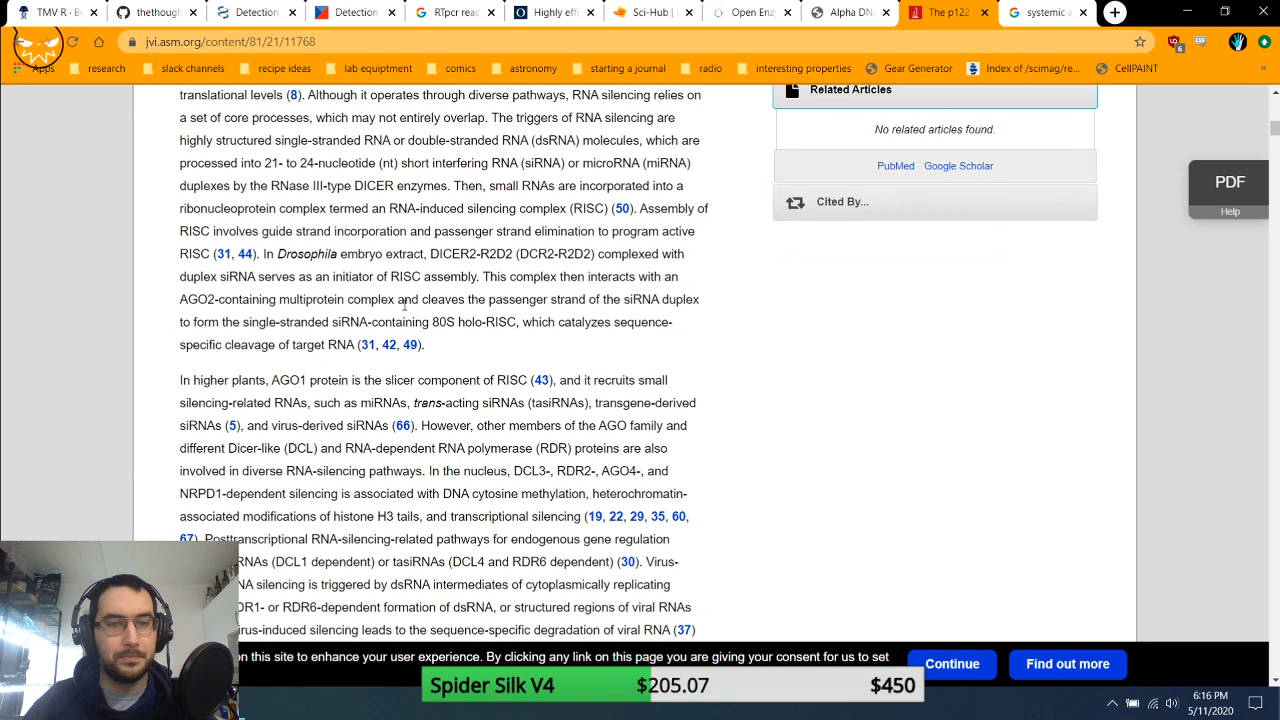 TMV R - Be
thethought
Detection
Detection
RTpcr reac
Highly effi
Sci-Hub | M
Open Enzy
Alpha DNA
The p122
systemic a
jvi.asm.org/content/81/21/11768
Apps
research
slack channels
recipe ideas
lab equiptment
comics
astronomy
starting a journal
radio
interesting properties
Gear Generator
Index of /scimag/re...
CellPAINT
»
translational levels (8). Although it operates through diverse pathways, RNA silencing relies on
a set of core processes, which may not entirely overlap. The triggers of RNA silencing are
highly structured single-stranded RNA or double-stranded RNA (dsRNA) molecules, which are
processed into 21- to 24-nucleotide (nt) short interfering RNA (siRNA) or microRNA (miRNA)
duplexes by the RNase III-type DICER enzymes. Then, small RNAs are incorporated into a
ribonucleoprotein complex termed an RNA-induced silencing complex (RISC) (50). Assembly of
RISC involves guide strand incorporation and passenger strand elimination to program active
RISC (31, 44). In Drosophila embryo extract, DICER2-R2D2 (DCR2-R2D2) complexed with
duplex siRNA serves as an initiator of RISC assembly. This complex then interacts with an
AGO2-containing multiprotein complex and cleaves the passenger strand of the siRNA duplex
to form the single-stranded siRNA-containing 80S holo-RISC, which catalyzes sequence-
specific cleavage of target RNA (31, 42, 49).
In higher plants, AGO1 protein is the slicer component of RISC (43), and it recruits small
silencing-related RNAs, such as miRNAs, trans-acting siRNAs (tasiRNAs), transgene-derived
siRNAs (5), and virus-derived siRNAs (66). However, other members of the AGO family and
different Dicer-like (DCL) and RNA-dependent RNA polymerase (RDR) proteins are also
involved in diverse RNA-silencing pathways. In the nucleus, DCL3-, RDR2-, AGO4-, and
NRPD1-dependent silencing is associated with DNA cytosine methylation, heterochromatin-
associated modifications of histone H3 tails, and transcriptional silencing (19, 22, 29, 35, 60,
67). Posttranscriptional RNA-silencing-related pathways for endogenous gene regulation
RNAs (DCL1 dependent) or tasiRNAs (DCL4 and RDR6 dependent) (30). Virus-
NA silencing is triggered by dsRNA intermediates of cytoplasmically replicating
DR1- or RDR6-dependent formation of dsRNA, or structured regions of viral RNAs
irus-induced silencing leads to the sequence-specific degradation of viral RNA (37)
Related Articles
No related articles found.
PubMed Google Scholar
Cited By...
PDF
Help
on this site to enhance your user experience. By clicking any link on this page you are giving your consent for us to set
Continue
Find out more
Spider Silk V4 $205.07 $450
6:16 PM
5/11/2020